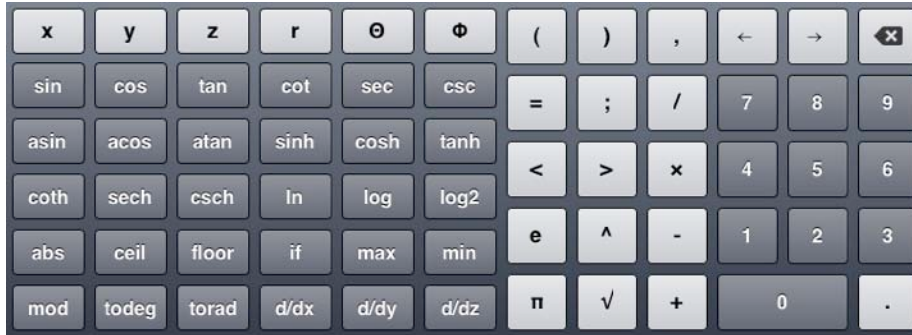 x y z r Θ Φ
sin cos tan cot sec csc
asin acos atan sinh cosh tanh
coth sech csch ln log log2
abs ceil floor if max min
mod todeg torad d/dx d/dy d/dz
( ) , ← →
= ; / 7 8 9
< > × 4 5 6
e ^ - 1 2 3
π √ + 0 .